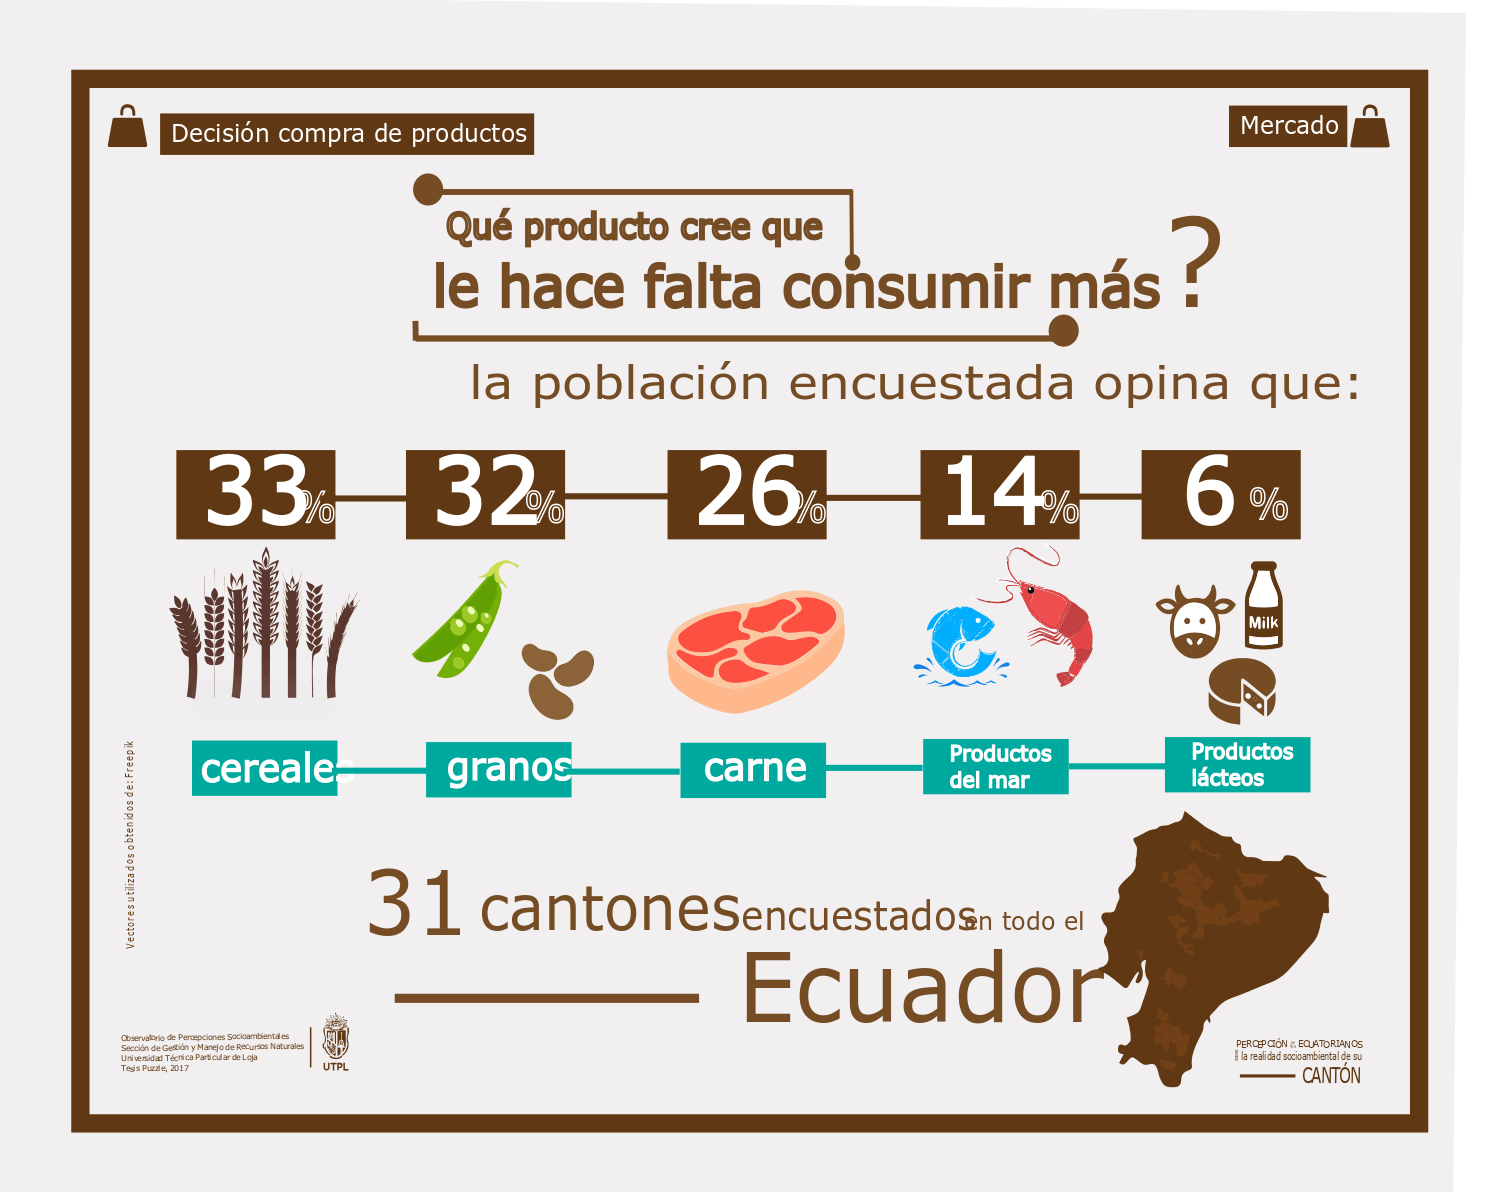 Decisión compra de productos
Mercado
Qué producto cree que
le hace falta consumir más?
la población encuestada opina que:
33%
32%
26%
14%
6 %
Milk
cereales
granos
carne
Productos
del mar
Productos
lácteos
Vectores utilizados obtenidos de: Freepik
31 cantones encuestados en todo el
Ecuador
Observatorio de Percepciones Socioambientales
Sección de Gestión y Manejo de Recursos Naturales
Universidad Técnica Particular de Loja
Tesis Puzzle, 2017
UTPL
PERCEPCIÓN ECUATORIANOS
la realidad socioambiental de su
CANTÓN